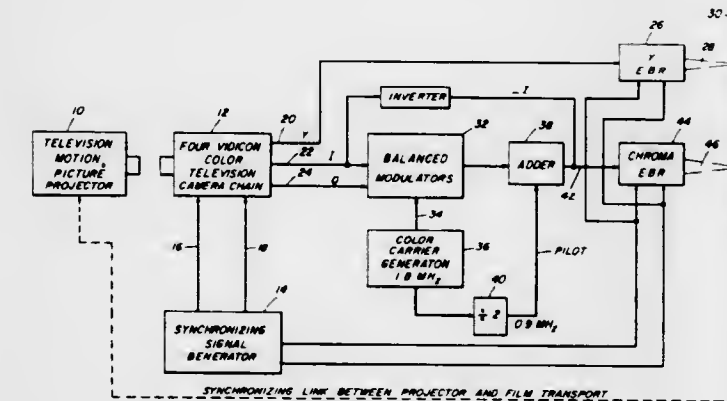 30
26
Y
E B R
28
INVERTER
- I
10
TELEVISION
MOTION
PICTURE
PROJECTOR
12
FOUR VIDICON
COLOR
TELEVISION
CAMERA CHAIN
20
Y
22
I
24
Q
32
BALANCED
MODULATORS
38
ADDER
42
44
CHROMA
EBR
46
16
18
34
COLOR
CARRIER
GENERATON
1.8 MHz
36
PILOT
40
÷ 2
0.9 MHz
14
SYNCHRONIZING
SIGNAL
GENERATOR
SYNCHRONIZING LINK BETWEEN PROJECTOR AND FILM TRANSPORT